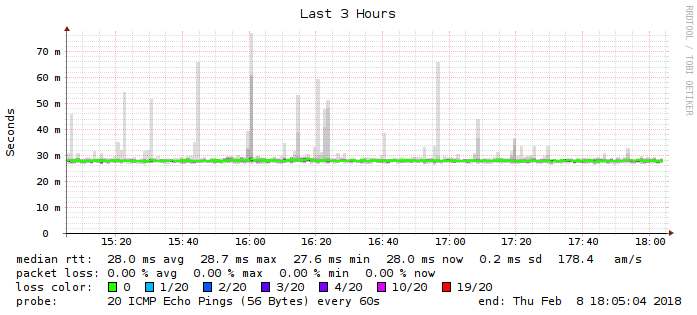 Last 3 Hours
RRDTOOL / TOBI OETIKER
Seconds
70 m
60 m
50 m
40 m
30 m
20 m
10 m
0
15:20 15:40 16:00 16:20 16:40 17:00 17:20 17:40 18:00
median rtt: 28.0 ms avg 28.7 ms max 27.6 ms min 28.0 ms now 0.2 ms sd 178.4 am/s
packet loss: 0.00 % avg 0.00 % max 0.00 % min 0.00 % now
loss color: 0 1/20 2/20 3/20 4/20 10/20 19/20
probe: 20 ICMP Echo Pings (56 Bytes) every 60s end: Thu Feb 8 18:05:04 2018